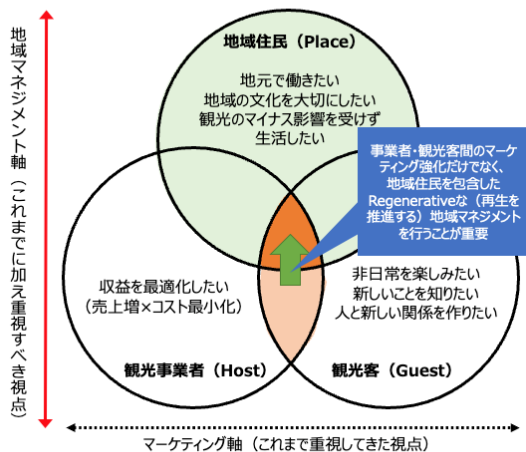 地域マネジメント軸（これまでに加え重視すべき視点）
地域住民（Place）
地元で働きたい
地域の文化を大切にしたい
観光のマイナス影響を受けず
生活したい
事業者・観光客間のマーケ
ティング強化だけでなく、
地域住民を包含した
Regenerativeな（再生を
推進する）地域マネジメント
を行うことが重要
収益を最適化したい
（売上増×コスト最小化）
観光事業者（Host）
非日常を楽しみたい
新しいことを知りたい
人と新しい関係を作りたい
観光客（Guest）
マーケティング軸（これまで重視してきた視点）